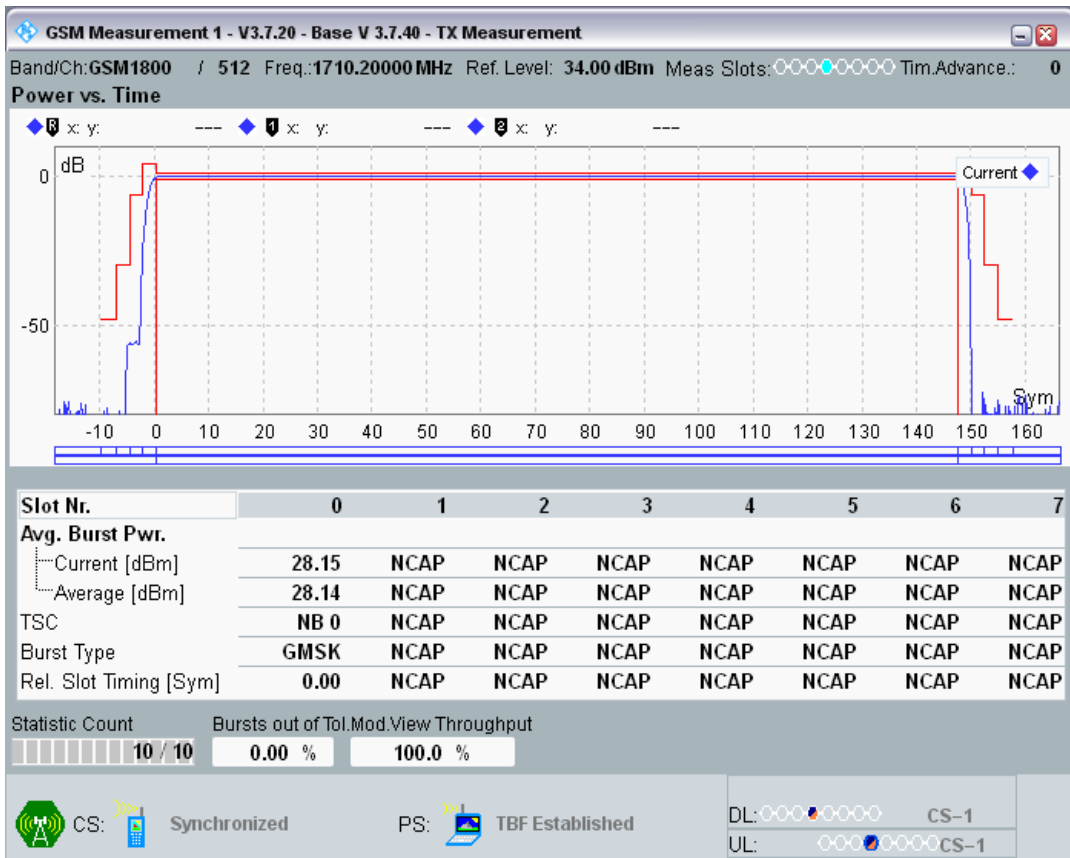 GSM Measurement 1 - V3.7.20 - Base V 3.7.40 - TX Measurement
Band/Ch:GSM1800 / 512 Freq.:1710.20000 MHz Ref. Level: 34.00 dBm Meas Slots: Tim.Advance.: 0
Power vs. Time
R x: y: --- 1 x: y: --- 2 x: y: ---
dB
Current
0
-50
Sym
-10 0 10 20 30 40 50 60 70 80 90 100 110 120 130 140 150 160
Slot Nr. 0 1 2 3 4 5 6 7
Avg. Burst Pwr.
Current [dBm] 28.15 NCAP NCAP NCAP NCAP NCAP NCAP NCAP
Average [dBm] 28.14 NCAP NCAP NCAP NCAP NCAP NCAP NCAP
TSC NB 0 NCAP NCAP NCAP NCAP NCAP NCAP NCAP
Burst Type GMSK NCAP NCAP NCAP NCAP NCAP NCAP NCAP
Rel. Slot Timing [Sym] 0.00 NCAP NCAP NCAP NCAP NCAP NCAP NCAP
Statistic Count Bursts out of Tol.Mod.View Throughput
10 / 10 0.00 % 100.0 %
CS: Synchronized PS: TBF Established
DL: CS-1
UL: CS-1